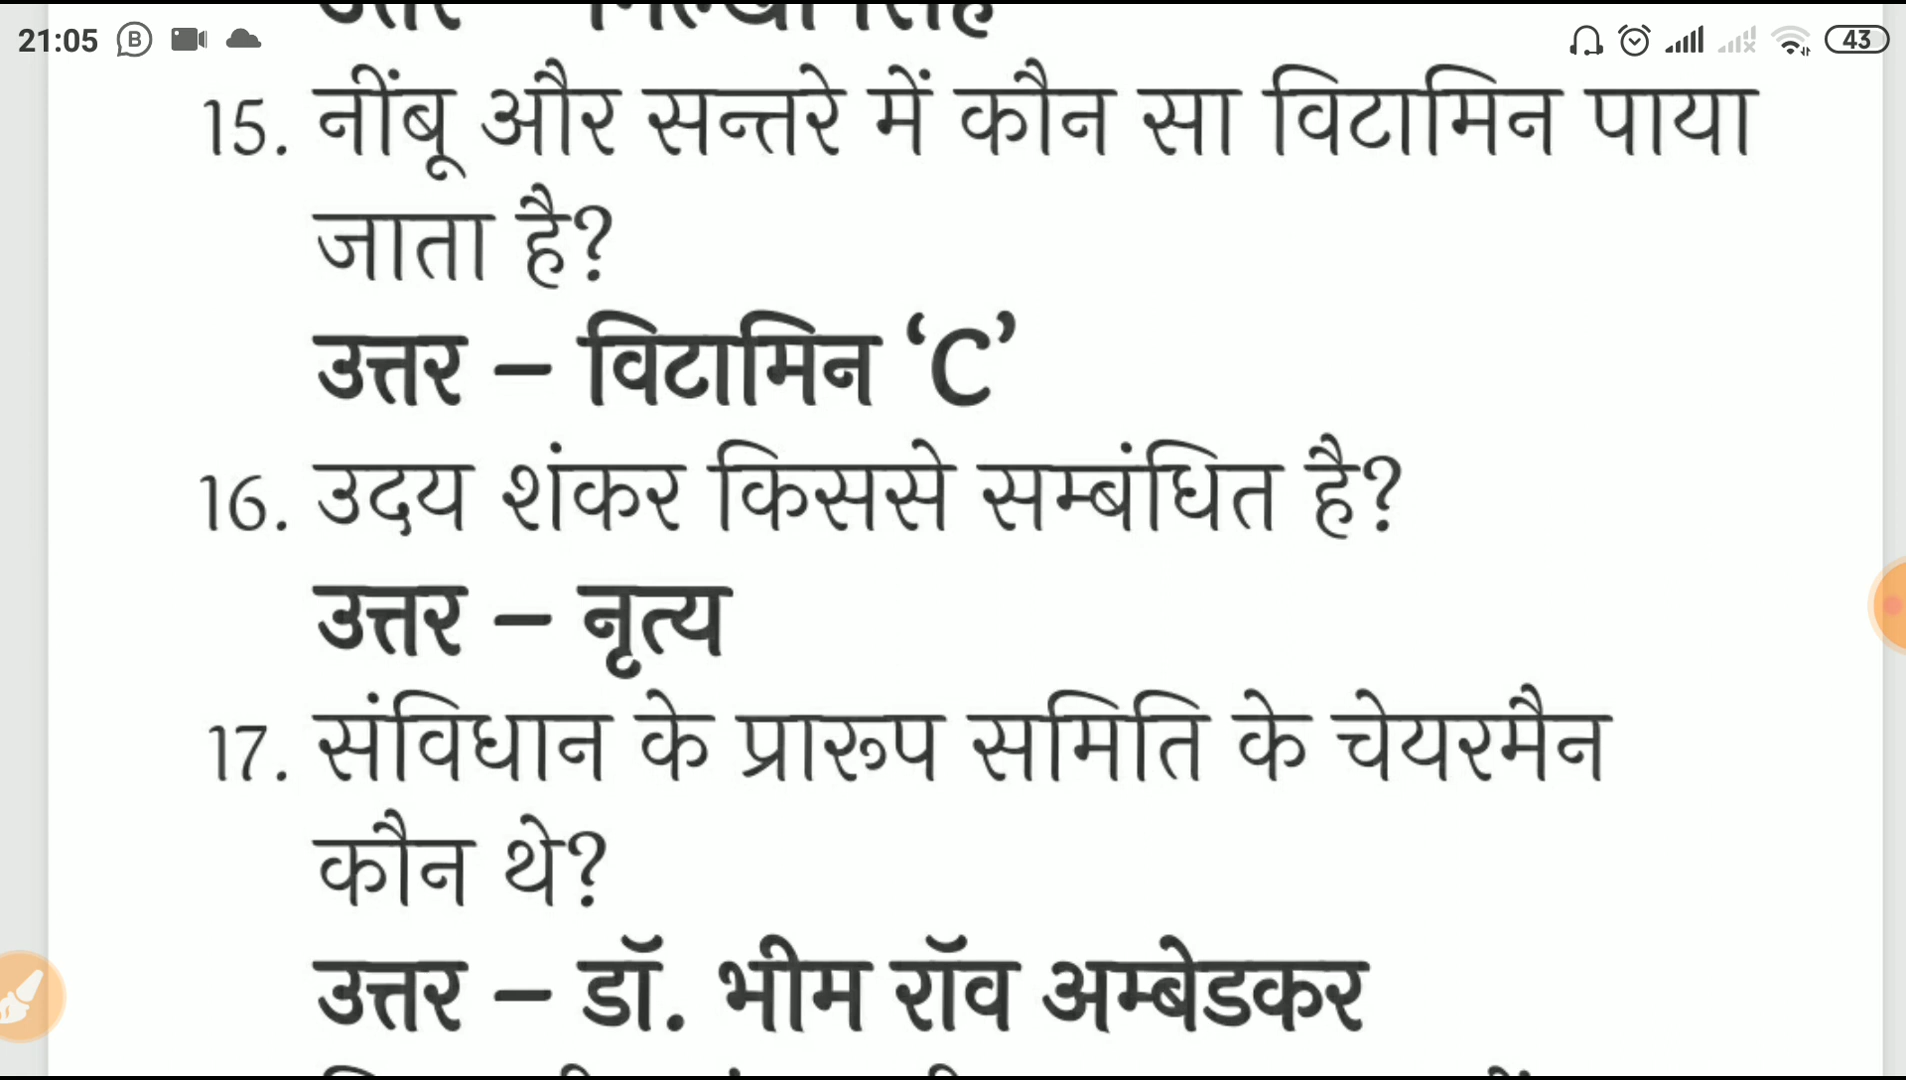 21:05 43
15. नींबू और सन्तरे में कौन सा विटामिन पाया
जाता है?
उत्तर – विटामिन ‘C’
16. उदय शंकर किससे सम्बंधित है?
उत्तर – नृत्य
17. संविधान के प्रारूप समिति के चेयरमैन
कौन थे?
उत्तर – डॉ. भीम रॉव अम्बेडकर